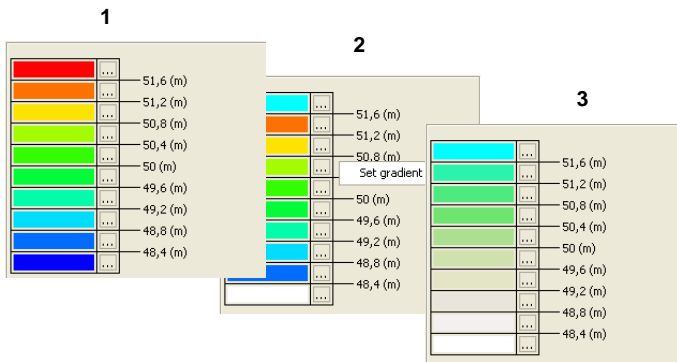 1
51,6 (m)
51,2 (m)
50,8 (m)
50,4 (m)
50 (m)
49,6 (m)
49,2 (m)
48,8 (m)
48,4 (m)
2
51,6 (m)
51,2 (m)
50,8 (m)
Set gradient
50 (m)
49,6 (m)
49,2 (m)
48,8 (m)
48,4 (m)
3
51,6 (m)
51,2 (m)
50,8 (m)
50,4 (m)
50 (m)
49,6 (m)
49,2 (m)
48,8 (m)
48,4 (m)